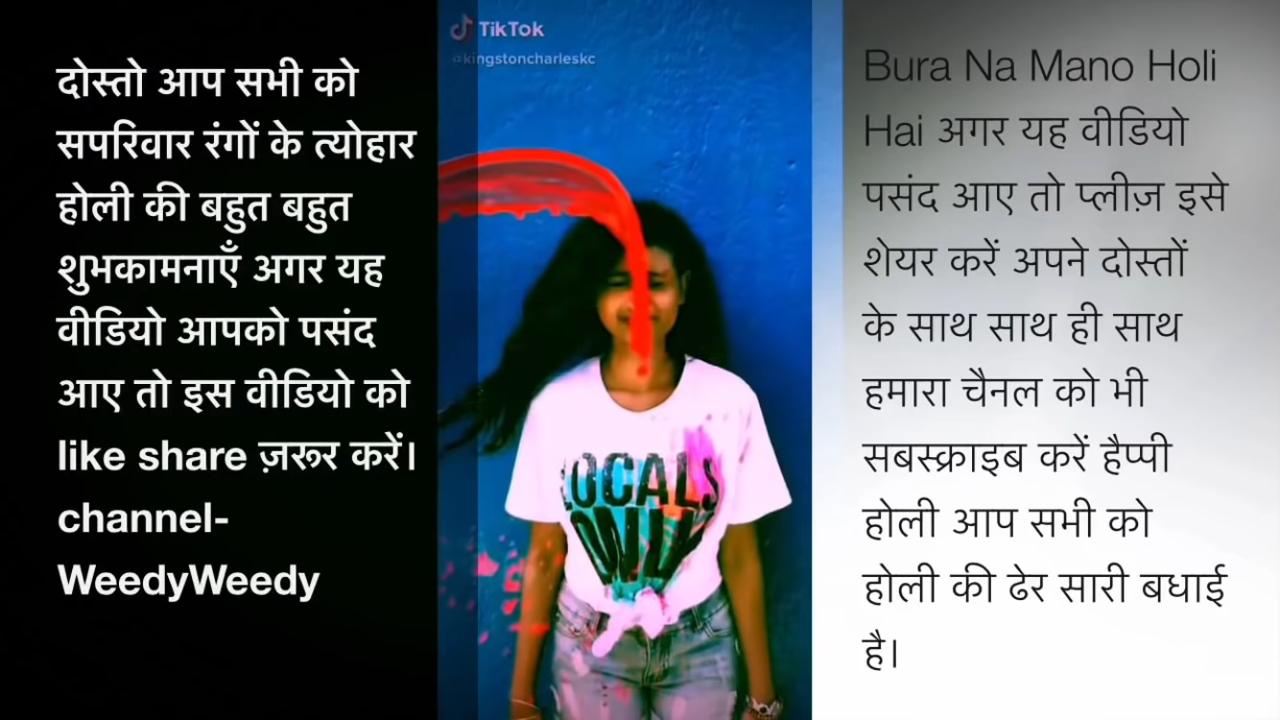 दोस्तो आप सभी को
सपरिवार रंगों के त्योहार
होली की बहुत बहुत
शुभकामनाएँ अगर यह
वीडियो आपको पसंद
आए तो इस वीडियो को
like share ज़रूर करें।
channel-
WeedyWeedy
TikTok
@kingstoncharleskc
LOCALS
ONLY
Bura Na Mano Holi
Hai अगर यह वीडियो
पसंद आए तो प्लीज़ इसे
शेयर करें अपने दोस्तों
के साथ साथ ही साथ
हमारा चैनल को भी
सबस्क्राइब करें हैप्पी
होली आप सभी को
होली की ढेर सारी बधाई
है।